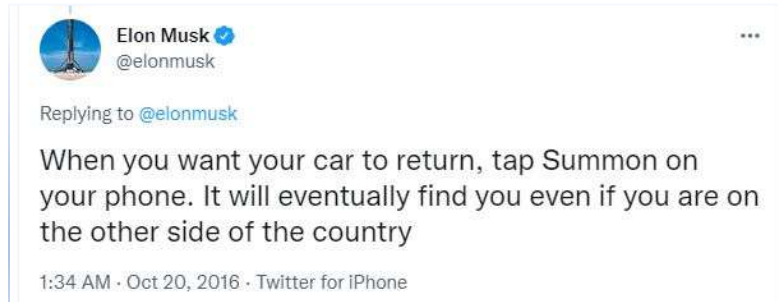 Elon Musk
@elonmusk
Replying to @elonmusk
When you want your car to return, tap Summon on
your phone. It will eventually find you even if you are on
the other side of the country
1:34 AM · Oct 20, 2016 · Twitter for iPhone